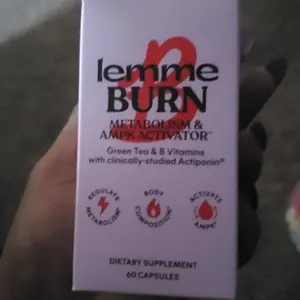 lemme
BURN
METABOLISM &
AMPK ACTIVATOR™
Green Tea & B Vitamins
with clinically-studied Actiponin®
REGULATE
METABOLISM*
BODY
COMPOSITION*
ACTIVATE
AMPK*
DIETARY SUPPLEMENT
60 CAPSULES